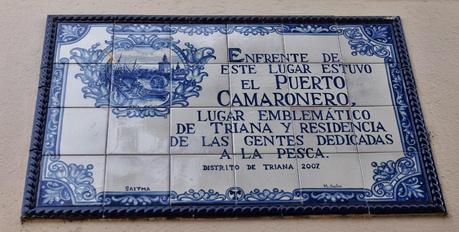 ENFRENTE DE
ESTE LUGAR ESTUVO
EL PUERTO
CAMARONERO,
LUGAR EMBLEMÁTICO
DE TRIANA Y RESIDENCIA
DE LAS GENTES DEDICADAS
A LA PESCA.
DISTRITO DE TRIANA 2007